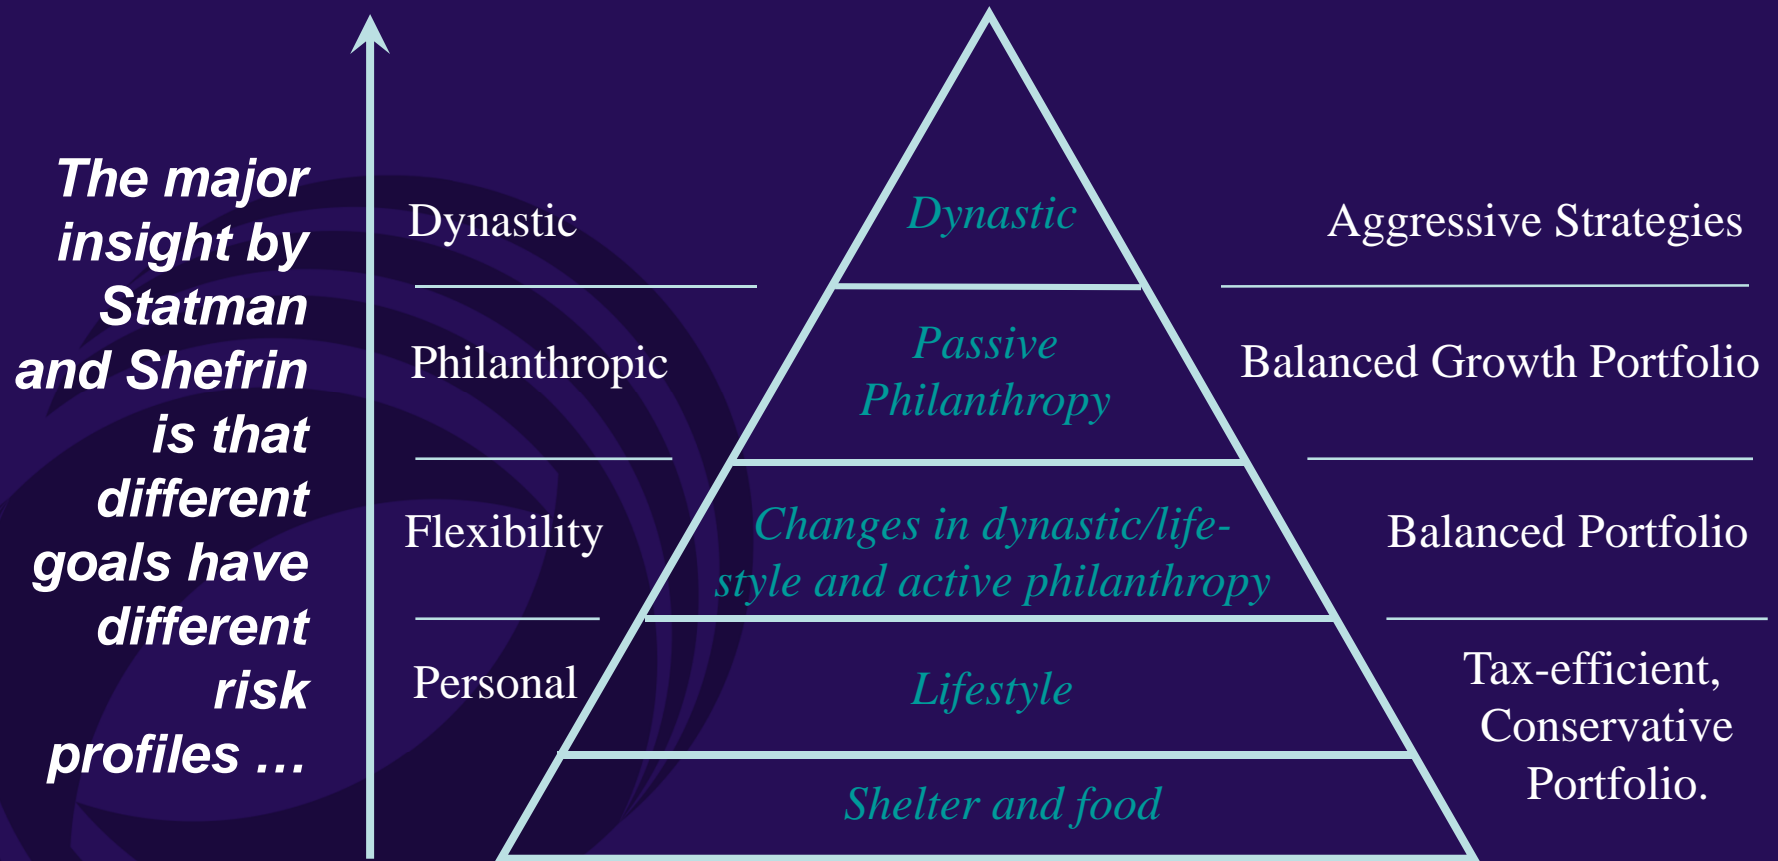 The major
insight by
Statman
and Shefrin
is that
different
goals have
different
risk
profiles …
Dynastic
Philanthropic
Flexibility
Personal
Dynastic
Passive
Philanthropy
Changes in dynastic/life-
style and active philanthropy
Lifestyle
Shelter and food
Aggressive Strategies
Balanced Growth Portfolio
Balanced Portfolio
Tax-efficient,
Conservative
Portfolio.